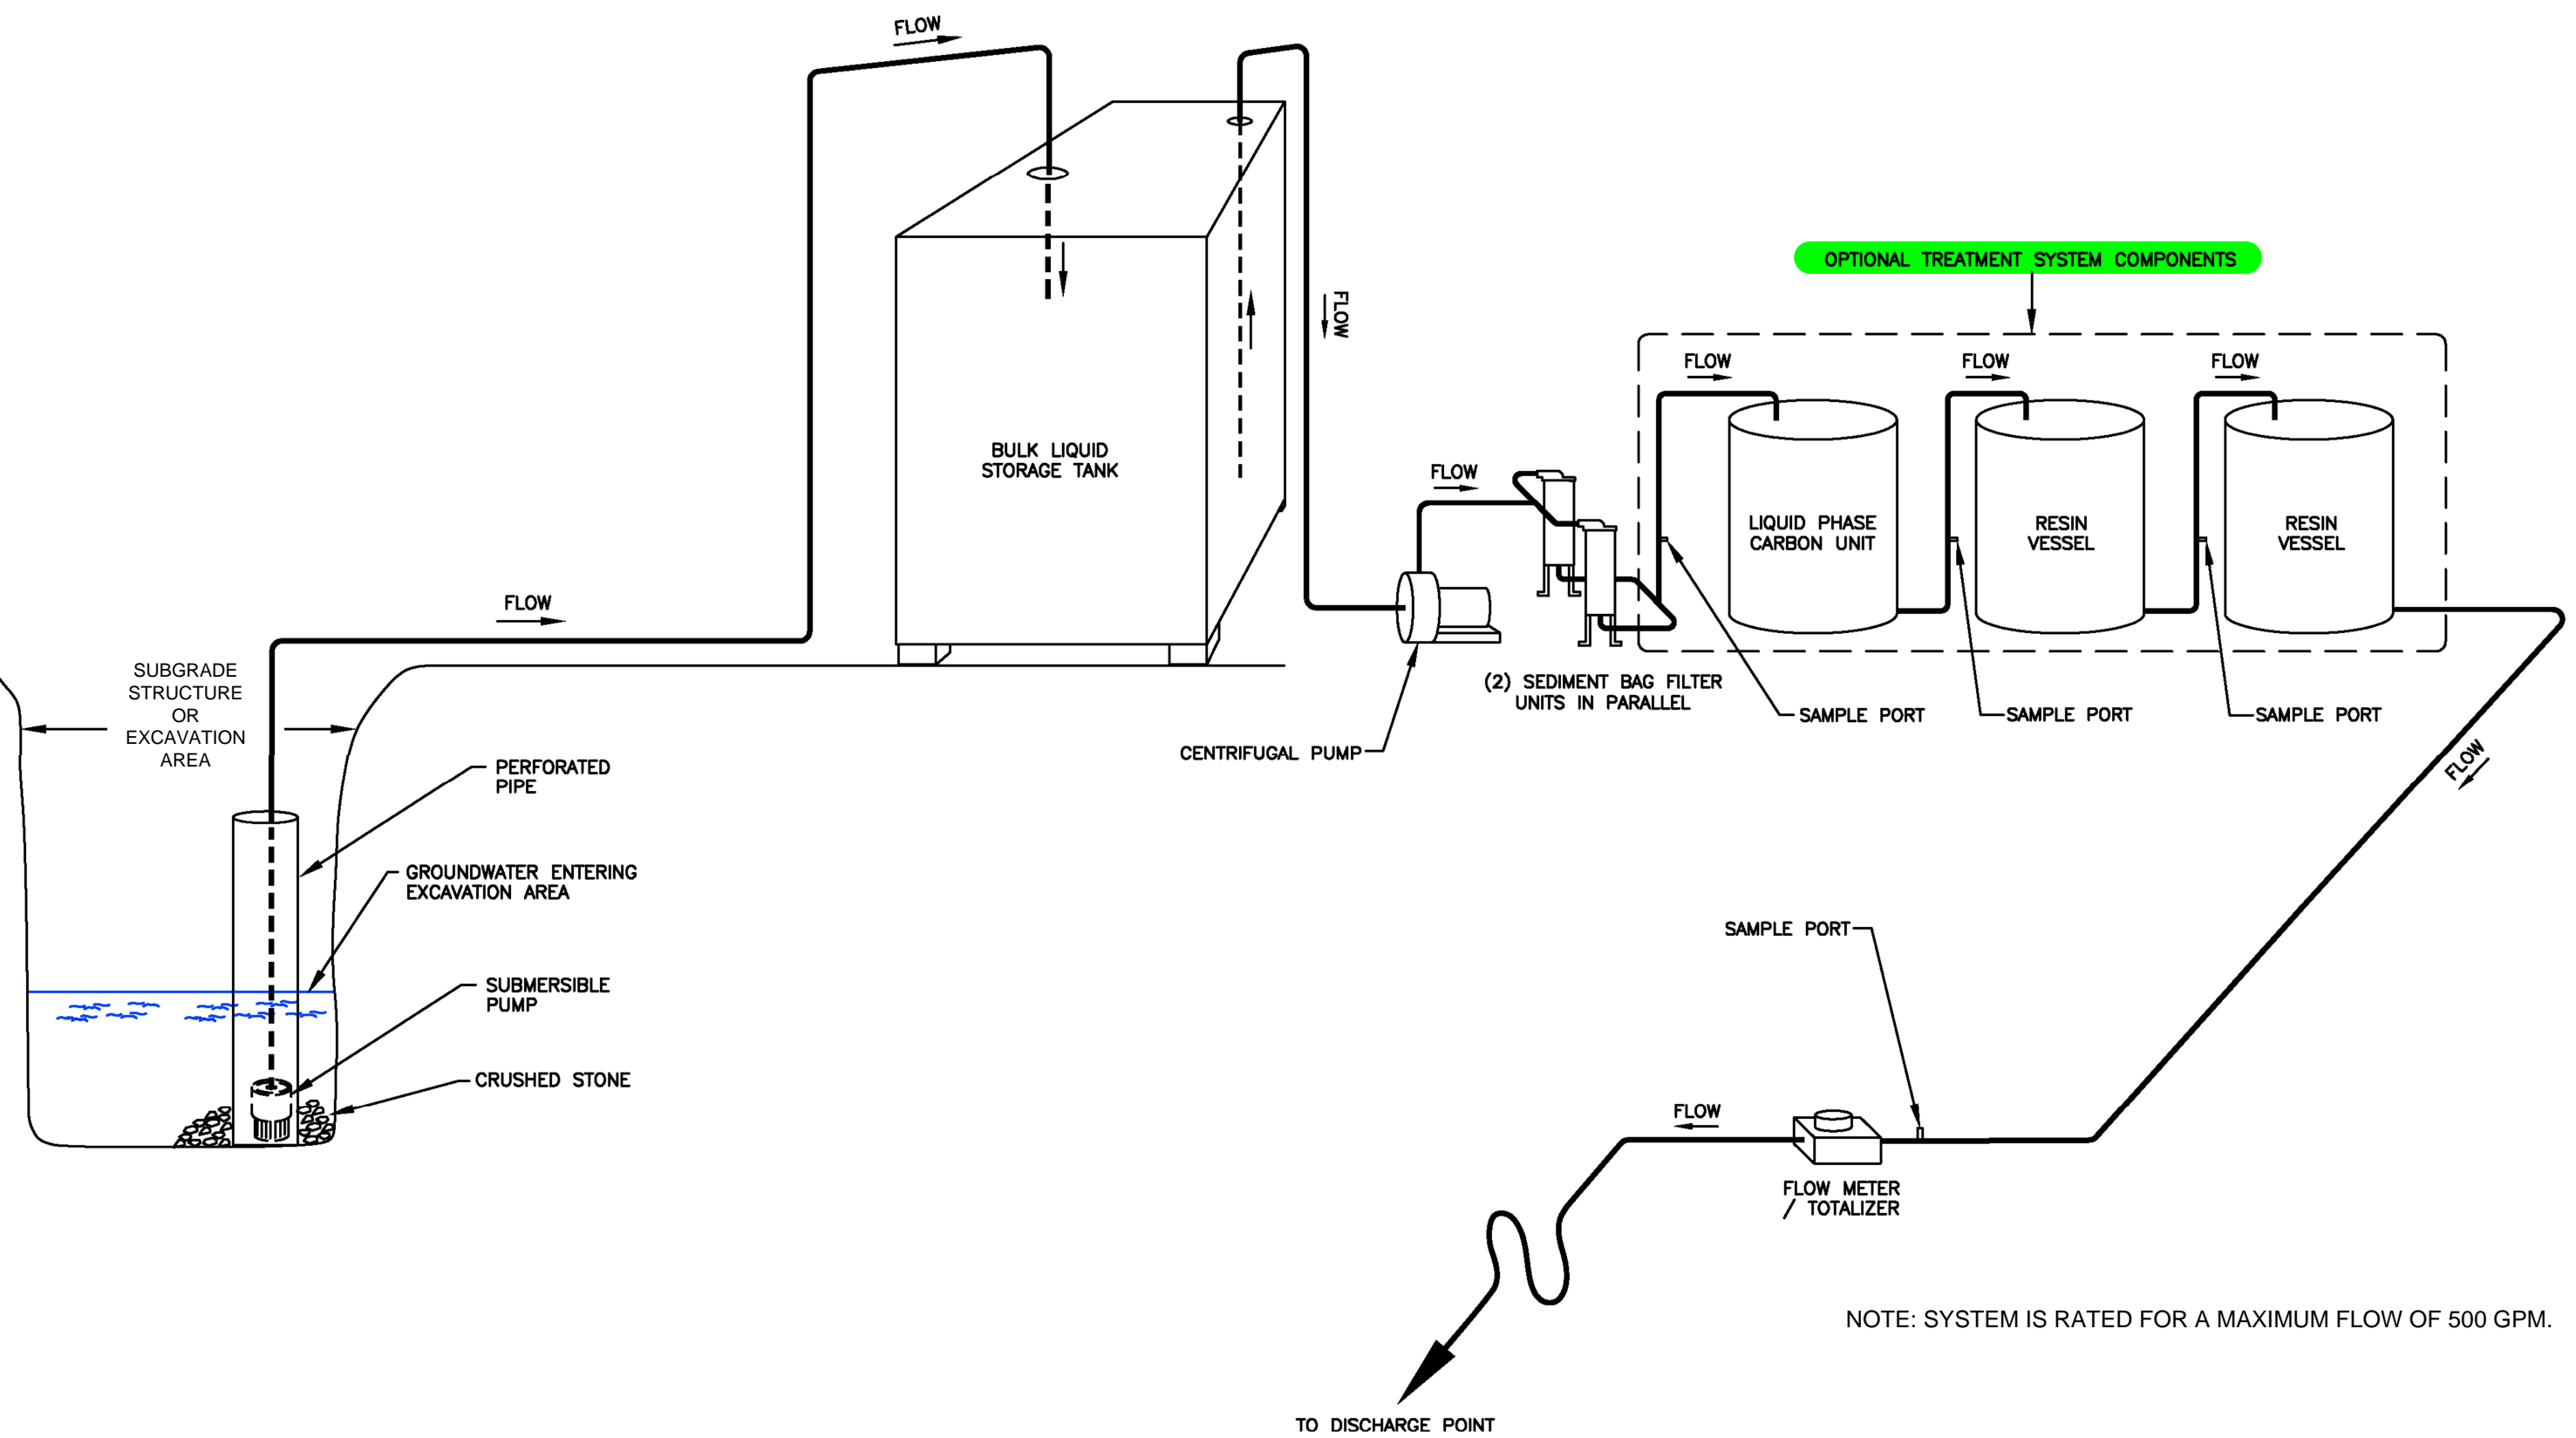 FLOW
FLOW
OPTIONAL TREATMENT SYSTEM COMPONENTS
FLOW
FLOW
FLOW
BULK LIQUID
STORAGE TANK
FLOW
LIQUID PHASE
CARBON UNIT
RESIN
VESSEL
RESIN
VESSEL
FLOW
SUBGRADE
STRUCTURE
OR
EXCAVATION
AREA
(2) SEDIMENT BAG FILTER
UNITS IN PARALLEL
SAMPLE PORT
SAMPLE PORT
SAMPLE PORT
CENTRIFUGAL PUMP
FLOW
PERFORATED
PIPE
GROUNDWATER ENTERING
EXCAVATION AREA
SUBMERSIBLE
PUMP
CRUSHED STONE
SAMPLE PORT
FLOW
FLOW METER
/ TOTALIZER
NOTE: SYSTEM IS RATED FOR A MAXIMUM FLOW OF 500 GPM.
TO DISCHARGE POINT